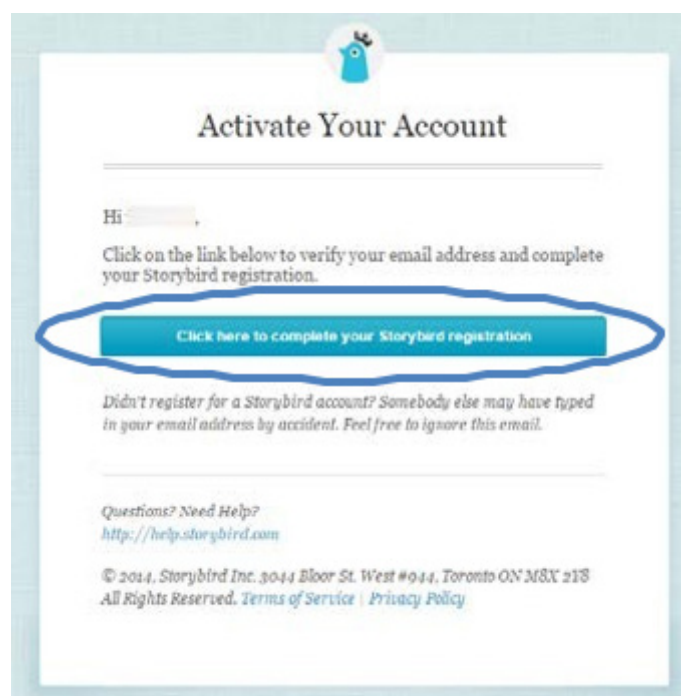 Activate Your Account
Hi ,
Click on the link below to verify your email address and complete
your Storybird registration.
Click here to complete your Storybird registration
Didn't register for a Storybird account? Somebody else may have typed
in your email address by accident. Feel free to ignore this email.
Questions? Need Help?
http://help.storybird.com
© 2014, Storybird Inc. 3044 Bloor St. West #944, Toronto ON M8X 2Y8
All Rights Reserved. Terms of Service | Privacy Policy